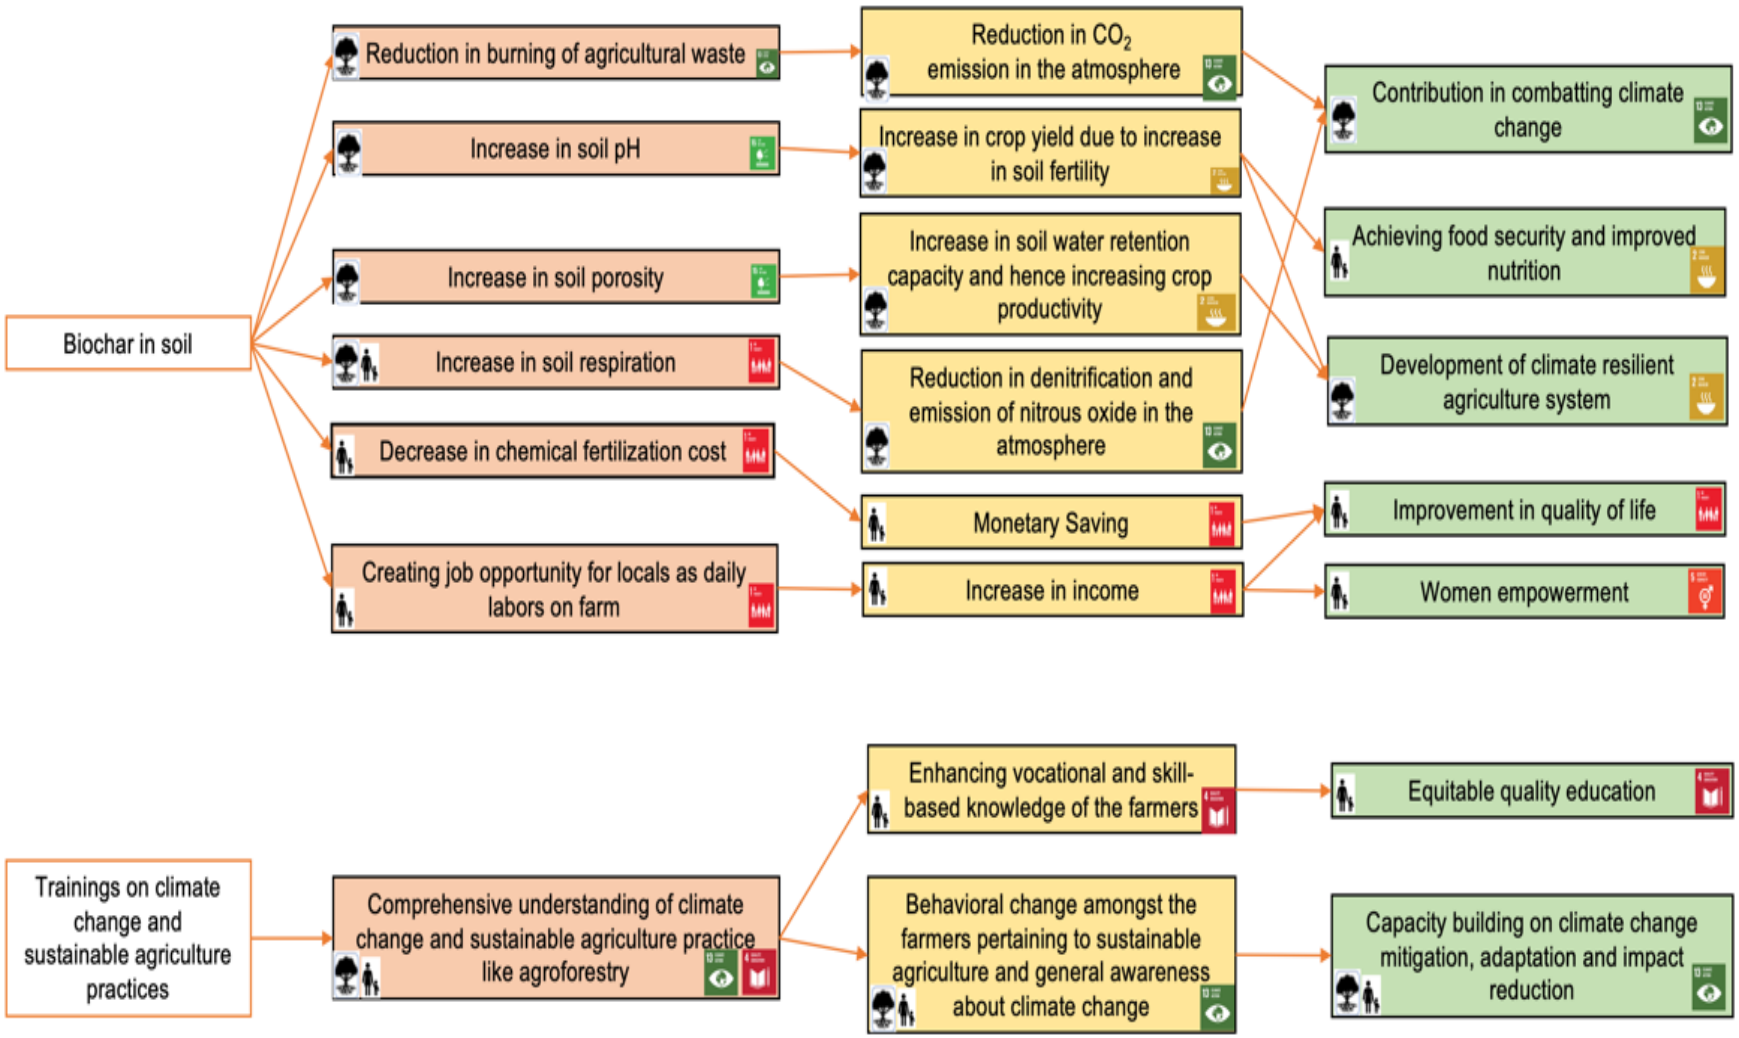 Reduction in burning of agricultural waste
Reduction in CO2
emission in the atmosphere
Contribution in combatting climate
change
Increase in soil pH
Increase in crop yield due to increase
in soil fertility
Achieving food security and improved
nutrition
Increase in soil porosity
Increase in soil water retention
capacity and hence increasing crop
productivity
Biochar in soil
Increase in soil respiration
Reduction in denitrification and
emission of nitrous oxide in the
atmosphere
Development of climate resilient
agriculture system
Decrease in chemical fertilization cost
Monetary Saving
Improvement in quality of life
Creating job opportunity for locals as daily
labors on farm
Increase in income
Women empowerment
Enhancing vocational and skill-
based knowledge of the farmers
Equitable quality education
Trainings on climate
change and
sustainable agriculture
practices
Comprehensive understanding of climate
change and sustainable agriculture practice
like agroforestry
Behavioral change amongst the
farmers pertaining to sustainable
agriculture and general awareness
about climate change
Capacity building on climate change
mitigation, adaptation and impact
reduction